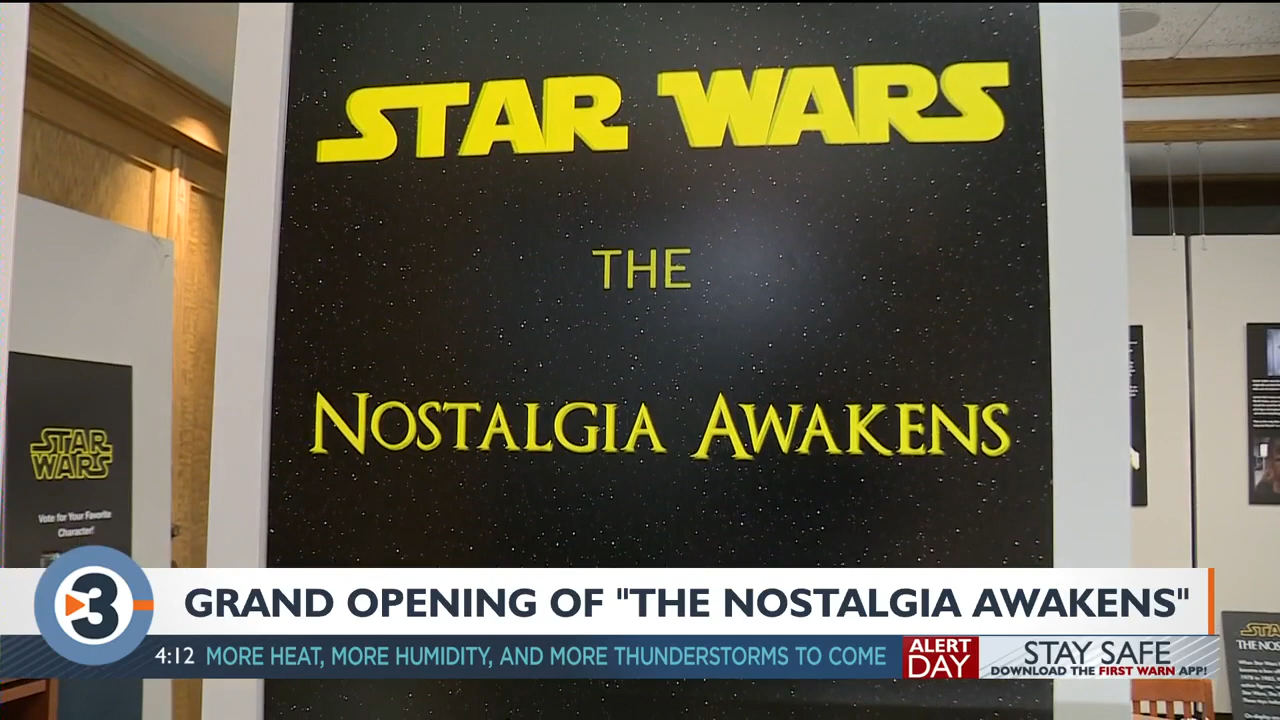 STAR WARS
THE
NOSTALGIA AWAKENS
STAR
WARS
Vote for Your Favorite
Character!
3
GRAND OPENING OF "THE NOSTALGIA AWAKENS"
4:12 MORE HEAT, MORE HUMIDITY, AND MORE THUNDERSTORMS TO COME
ALERT
DAY
STAY SAFE
DOWNLOAD THE FIRST WARN APP!